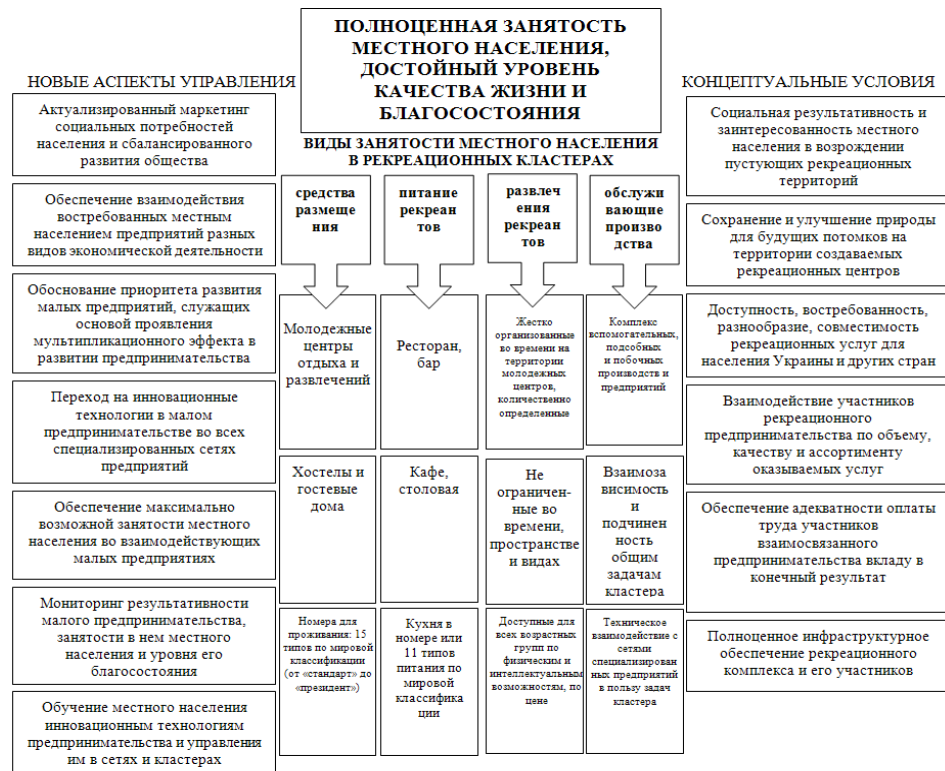 ПОЛНОЦЕННАЯ ЗАНЯТОСТЬ
МЕСТНОГО НАСЕЛЕНИЯ,
ДОСТОЙНЫЙ УРОВЕНЬ
КАЧЕСТВА ЖИЗНИ И
БЛАГОСОСТОЯНИЯ
НОВЫЕ АСПЕКТЫ УПРАВЛЕНИЯ
Актуализированный маркетинг
социальных потребностей
населения и сбалансированного
развития общества
Обеспечение взаимодействия
востребованных местным
населением предприятий разных
видов экономической деятельности
Обоснование приоритета развития
малых предприятий, служащих
основой проявления
мультипликационного эффекта в
развитии предпринимательства
Переход на инновационные
технологии в малом
предпринимательстве во всех
специализированных сетях
предприятий
Обеспечение максимально
возможной занятости местного
населения во взаимодействующих
малых предприятиях
Мониторинг результативности
малого предпринимательства,
занятости в нем местного
населения и уровня его
благосостояния
Обучение местного населения
инновационным технологиям
предпринимательства и управления
им в сетях и кластерах
ВИДЫ ЗАНЯТОСТИ МЕСТНОГО НАСЕЛЕНИЯ
В РЕКРЕАЦИОННЫХ КЛАСТЕРАХ
средства
размеще
ния
Молодежные
центры
отдыха и
развлечений
Хостелы и
гостевые
дома
Номера для
проживания: 15
типов по мировой
классификации
(от «стандарт» до
«президент»)
питание
рекреан
тов
Ресторан,
бар
Кафе,
столовая
Кухня в
номере или
11 типов
питания по
мировой
классифика
ции
развлеч
ения
рекреан
тов
Жестко
организованные
во времени на
территории
молодежных
центров,
количественно
определенные
Не
ограничен-
ные во
времени,
пространстве
и видах
Доступные для
всех возрастных
групп по
физическим и
интеллектуальным
возможностям, по
цене
обслужи
вающие
произво
дства
Комплекс
вспомогательных,
подсобных
и побочных
производств и
предприятий
Взаимоза
висимость
и
подчинен
ность
общим
задачам
кластера
Техническое
взаимодействие с
сетями
специализирован
ных предприятий
в пользу задач
кластера
КОНЦЕПТУАЛЬНЫЕ УСЛОВИЯ
Социальная результативность и
заинтересованность местного
населения в возрождении
пустующих рекреационных
территорий
Сохранение и улучшение природы
для будущих потомков на
территории создаваемых
рекреационных центров
Доступность, востребованность,
разнообразие, совместимость
рекреационных услуг для
населения Украины и других стран
Взаимодействие участников
рекреационного
предпринимательства по объему,
качеству и ассортименту
оказываемых услуг
Обеспечение адекватности оплаты
труда участников
взаимосвязанного
предпринимательства вкладу в
конечный результат
Полноценное инфраструктурное
обеспечение рекреационного
комплекса и его участников